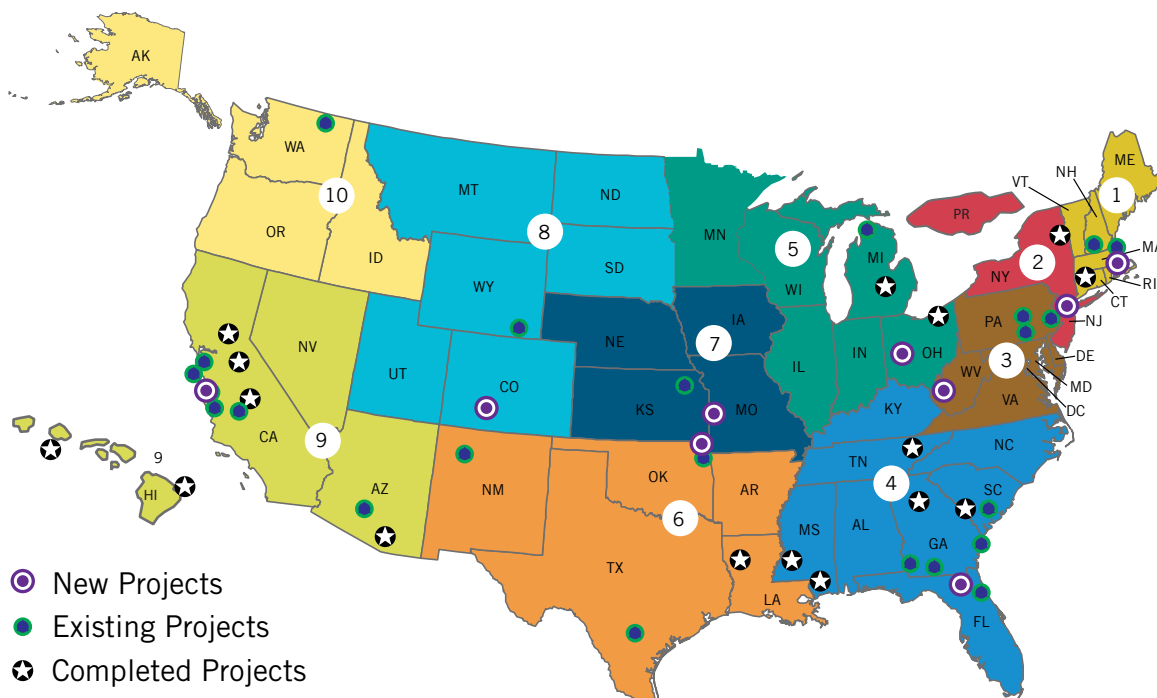 AK
WA
ME
NH
VT
1
MT
ND
10
PR
MN
OR
8
5
MI
MA
ID
SD
NY
2
RI
WY
WI
CT
IA
PA
NJ
NV
NE
7
OH
UT
CO
IL
IN
WV
3
DE
MD
KS
MO
VA
DC
CA
KY
9
9
NC
TN
OK
HI
AZ
NM
AR
4
SC
6
MS
AL
GA
TX
New Projects
LA
FL
Existing Projects
Completed Projects